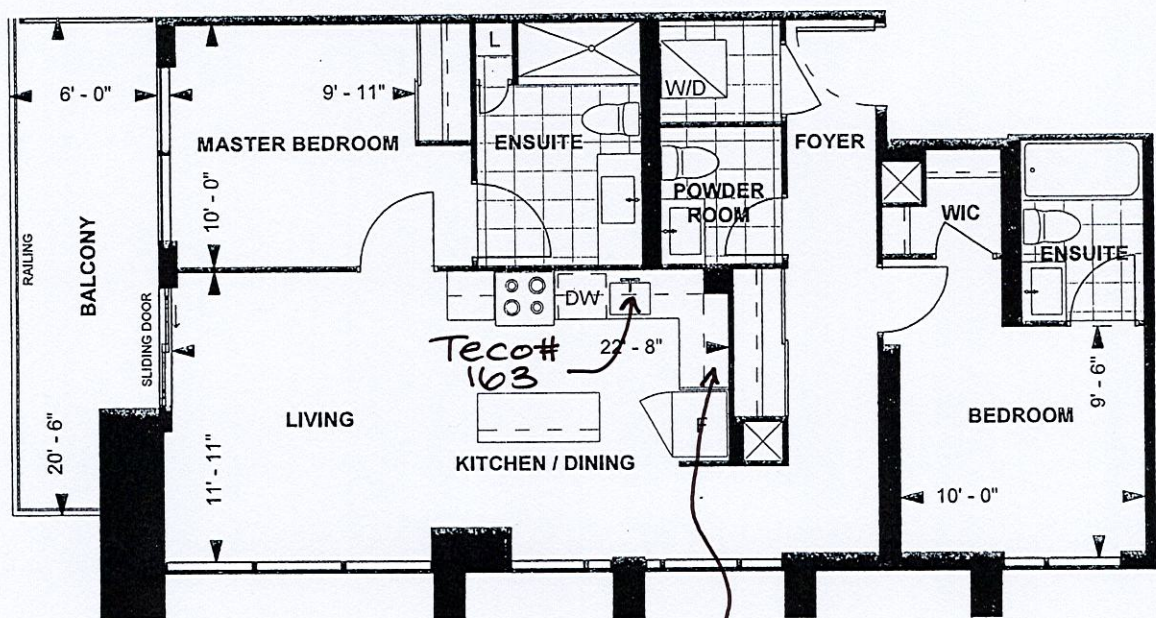 6' - 0"
9' - 11"
L
W/D
MASTER BEDROOM
ENSUITE
FOYER
POWDER
ROOM
WIC
ENSUITE
10' - 0"
RAILING
BALCONY
SLIDING DOOR
DW
Teco#
163
22' - 8"
F
9' - 6"
LIVING
BEDROOM
KITCHEN / DINING
20' - 6"
11' - 11"
10' - 0"